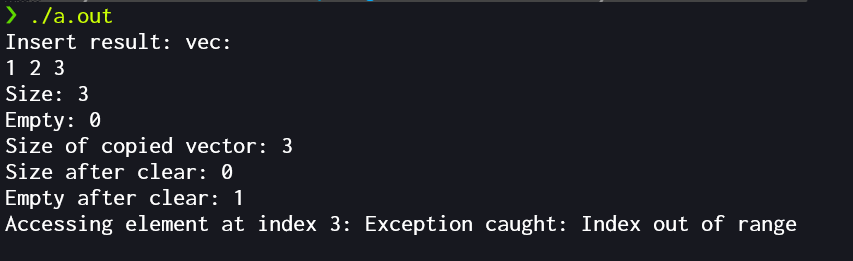 ❯ ./a.out
Insert result: vec:
1 2 3
Size: 3
Empty: 0
Size of copied vector: 3
Size after clear: 0
Empty after clear: 1
Accessing element at index 3: Exception caught: Index out of range